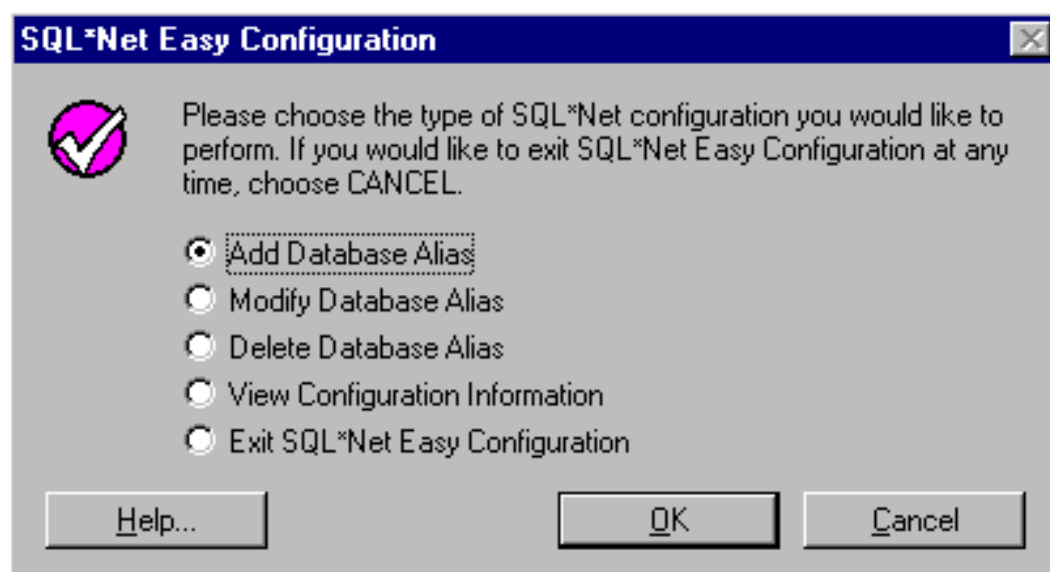 SQL*Net Easy Configuration
Please choose the type of SQL*Net configuration you would like to
perform. If you would like to exit SQL*Net Easy Configuration at any
time, choose CANCEL.
Add Database Alias
Modify Database Alias
Delete Database Alias
View Configuration Information
Exit SQL*Net Easy Configuration
Help... OK Cancel